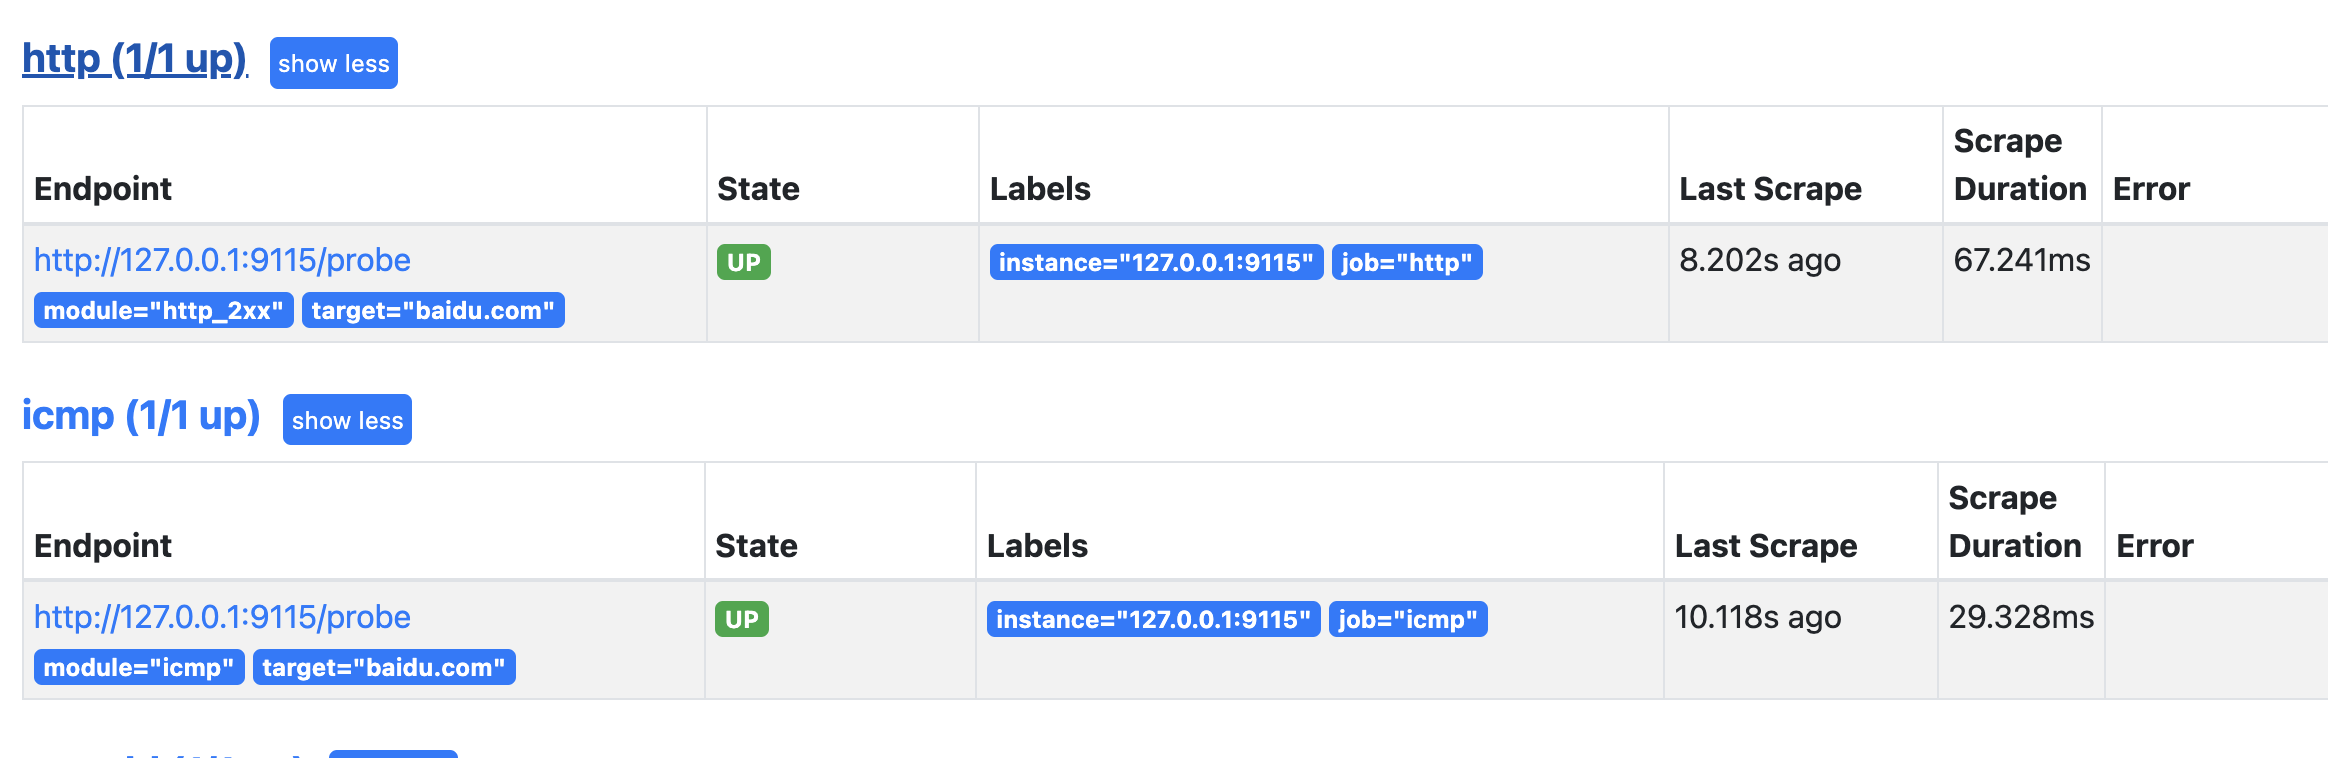 http (1/1 up) show less
Scrape
Endpoint State Labels Last Scrape Duration Error
http://127.0.0.1:9115/probe UP instance="127.0.0.1:9115" job="http" 8.202s ago 67.241ms
module="http_2xx" target="baidu.com"
icmp (1/1 up) show less
Scrape
Endpoint State Labels Last Scrape Duration Error
http://127.0.0.1:9115/probe UP instance="127.0.0.1:9115" job="icmp" 10.118s ago 29.328ms
module="icmp" target="baidu.com"